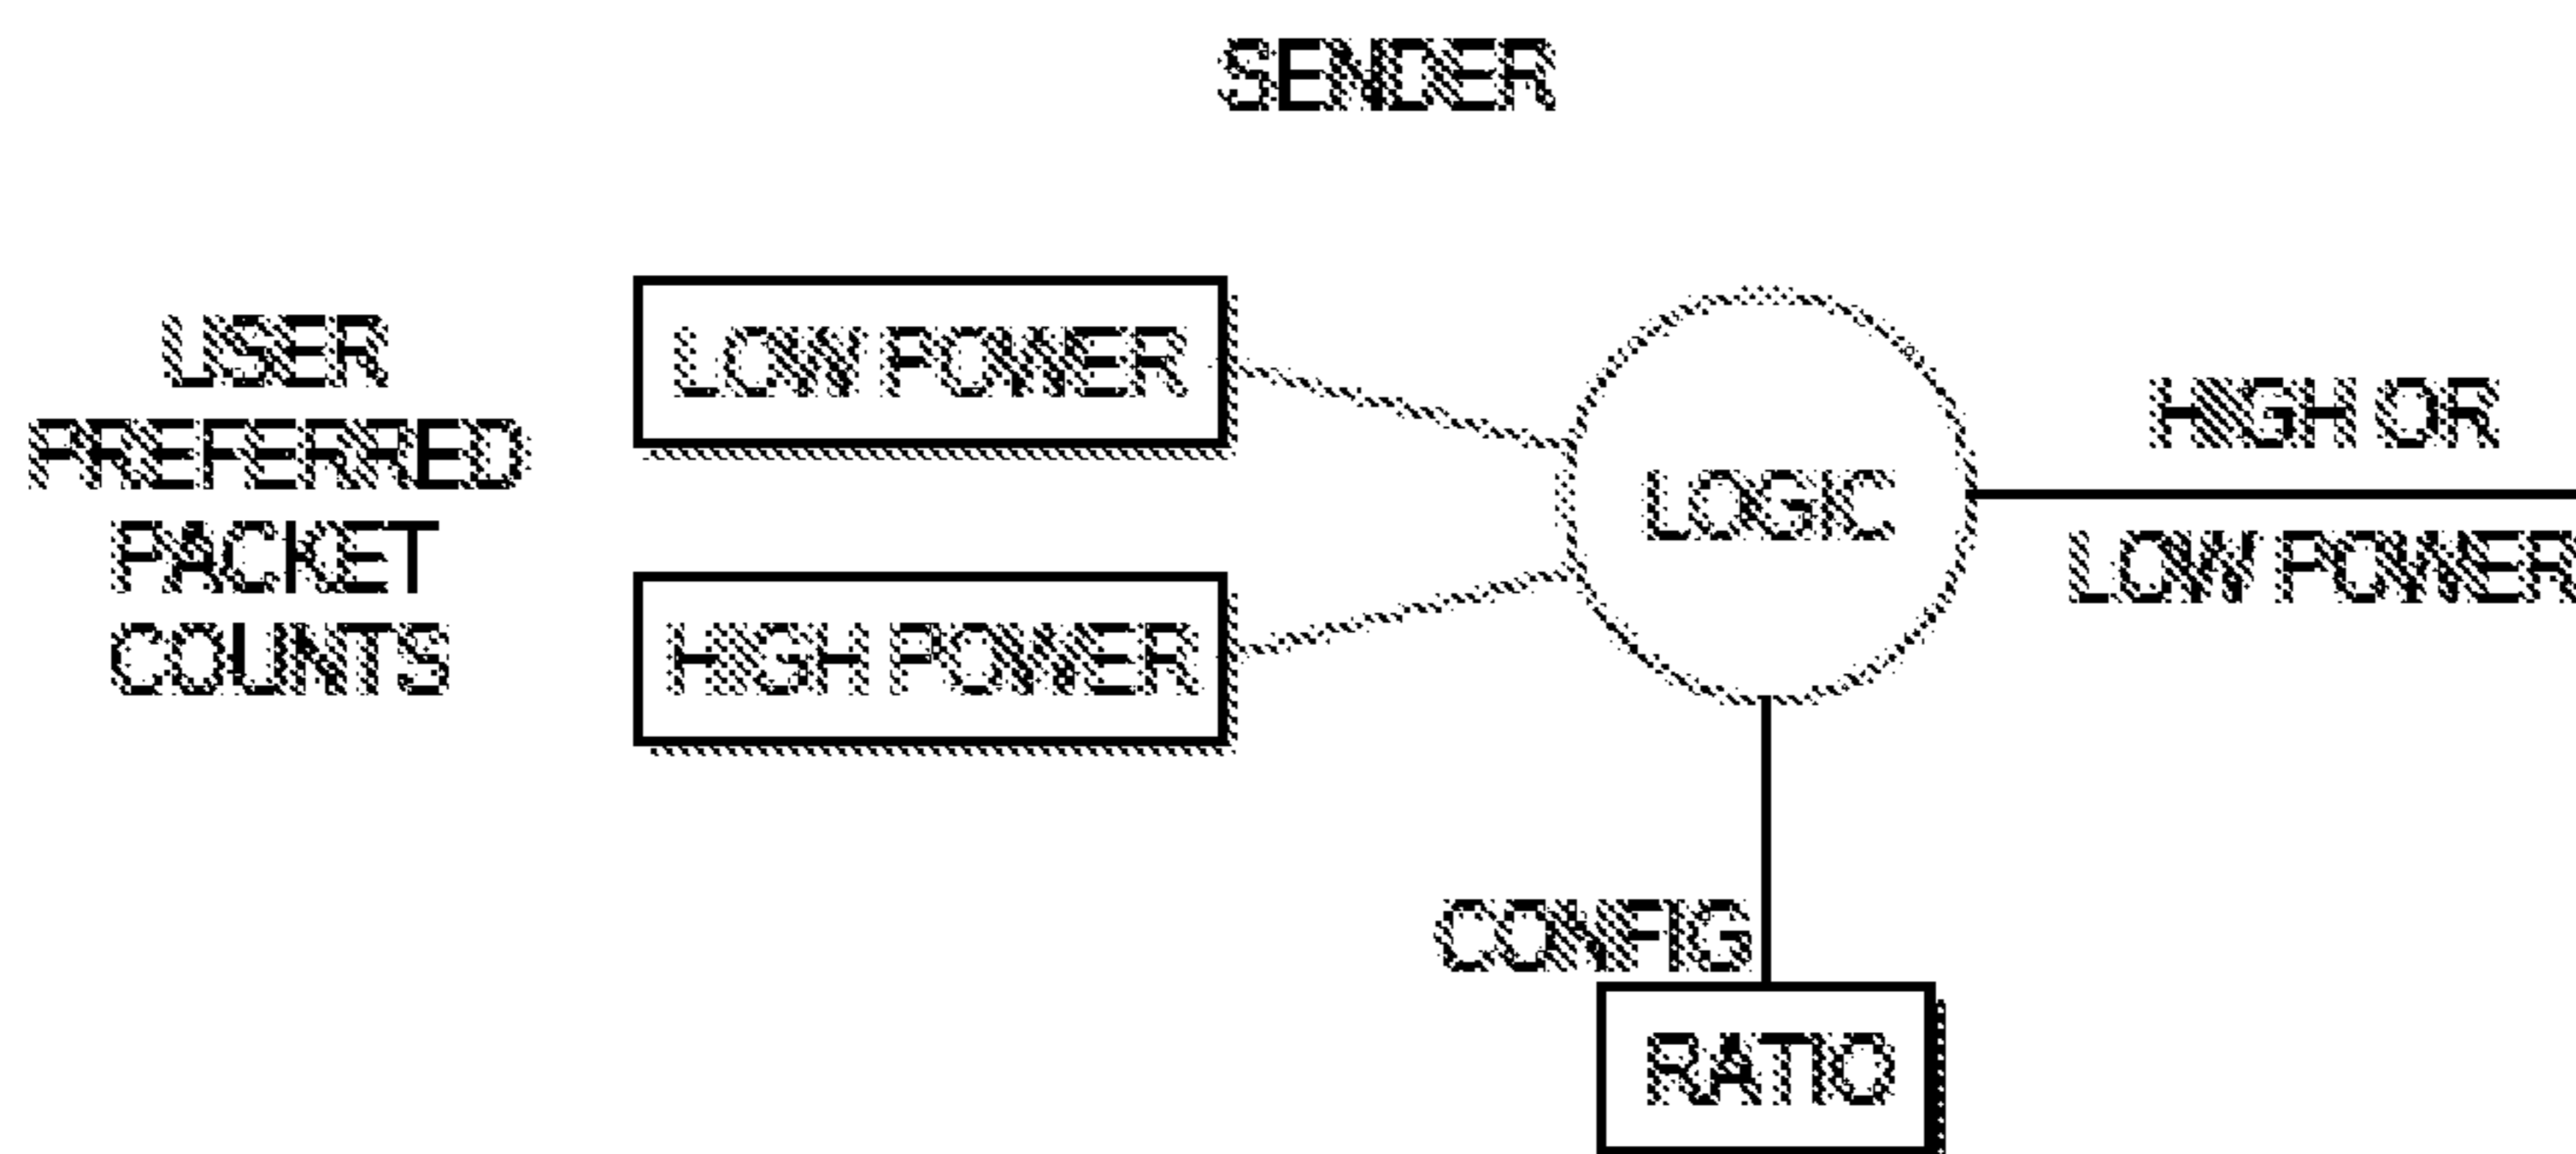 SENDER
USER
PREFERRED
PACKET
COUNTS
LOW POWER
HIGH POWER
LOGIC
HIGH OR
LOW POWER
CONFIG
RATIO